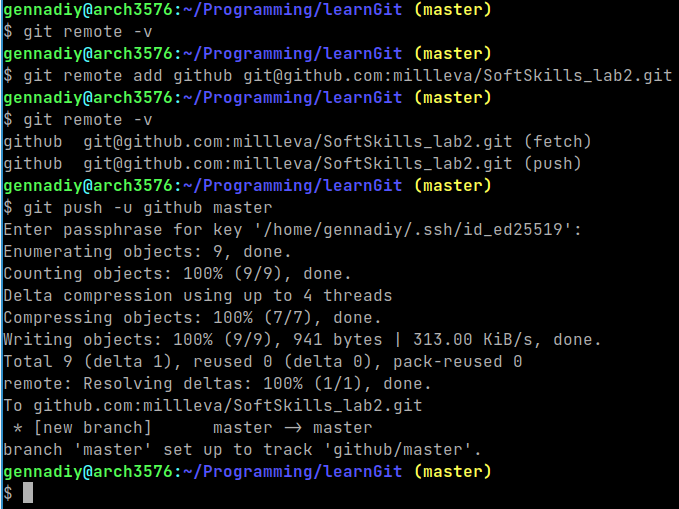 gennadiy@arch3576:~/Programming/learnGit (master)
$ git remote -v
gennadiy@arch3576:~/Programming/learnGit (master)
$ git remote add github git@github.com:millleva/SoftSkills_lab2.git
gennadiy@arch3576:~/Programming/learnGit (master)
$ git remote -v
github  git@github.com:millleva/SoftSkills_lab2.git (fetch)
github  git@github.com:millleva/SoftSkills_lab2.git (push)
gennadiy@arch3576:~/Programming/learnGit (master)
$ git push -u github master
Enter passphrase for key '/home/gennadiy/.ssh/id_ed25519':
Enumerating objects: 9, done.
Counting objects: 100% (9/9), done.
Delta compression using up to 4 threads
Compressing objects: 100% (7/7), done.
Writing objects: 100% (9/9), 941 bytes | 313.00 KiB/s, done.
Total 9 (delta 1), reused 0 (delta 0), pack-reused 0
remote: Resolving deltas: 100% (1/1), done.
To github.com:millleva/SoftSkills_lab2.git
 * [new branch]      master -> master
branch 'master' set up to track 'github/master'.
gennadiy@arch3576:~/Programming/learnGit (master)
$